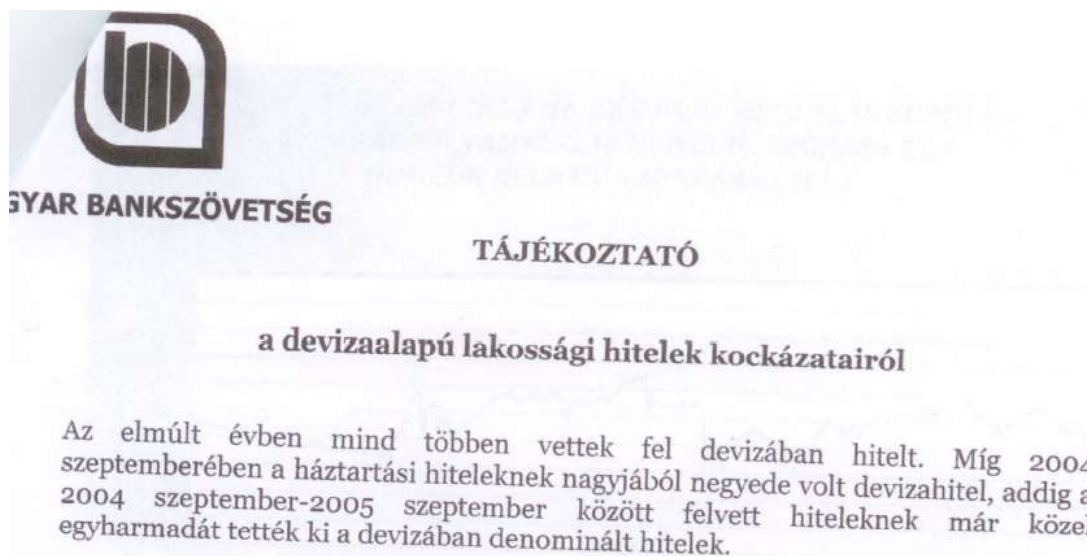 GYAR BANKSZÖVETSÉG
TÁJÉKOZTATÓ
a devizaalapú lakossági hitelek kockázatairól
Az elmúlt évben mind többen vettek fel devizában hitelt. Míg 2004
szeptemberében a háztartási hiteleknek nagyjából negyede volt devizahitel, addig a
2004 szeptember-2005 szeptember között felvett hiteleknek már közel
egyharmadát tették ki a devizában denominált hitelek.